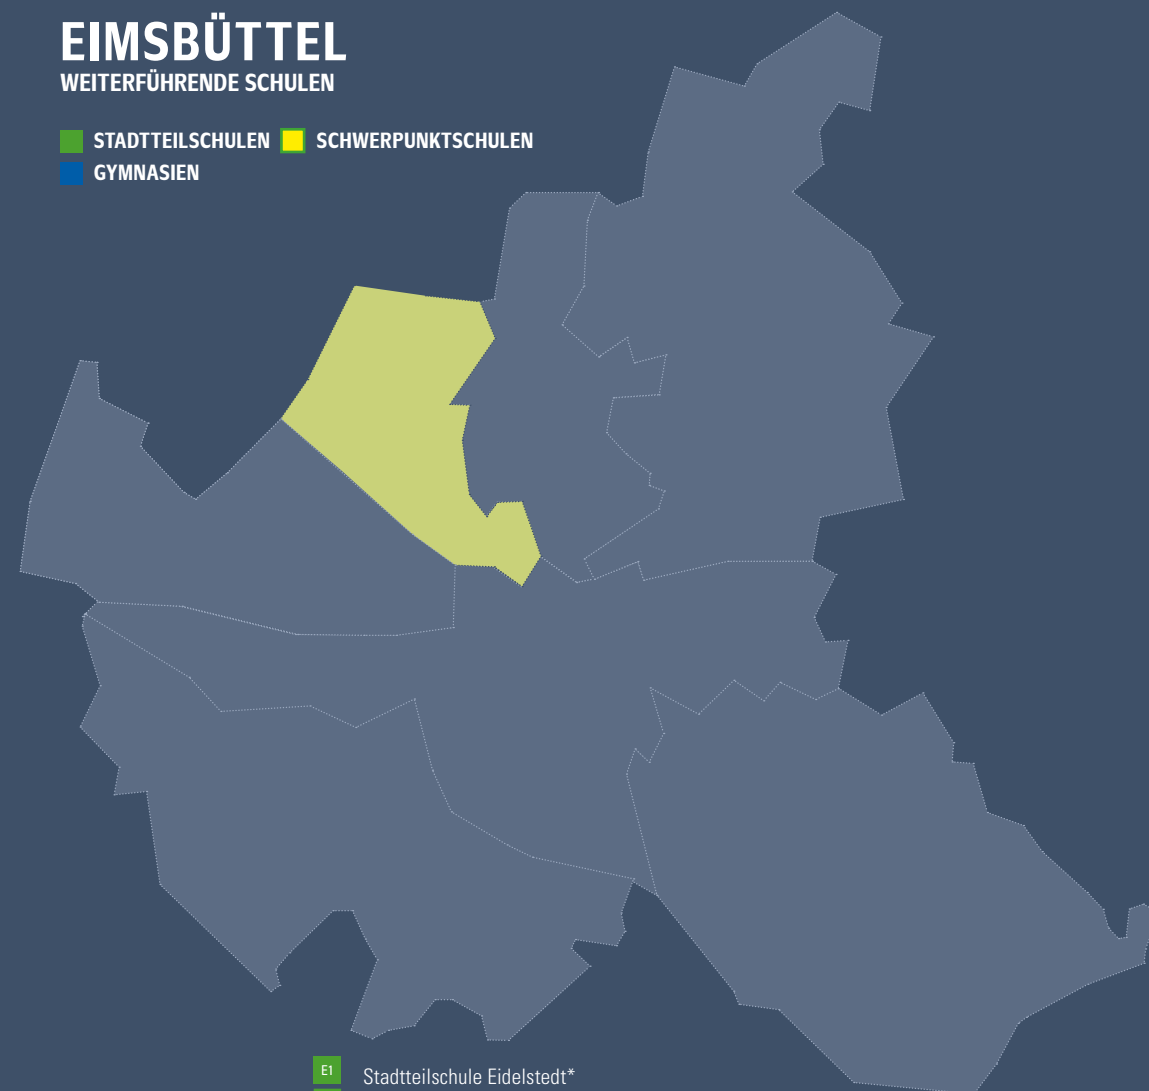 EIMSBÜTTEL
WEITERFÜHRENDE SCHULEN
STADTTEILSCHULEN SCHWERPUNKTSCHULEN
GYMNASIEN
E1 Stadtteilschule Eidelstedt*